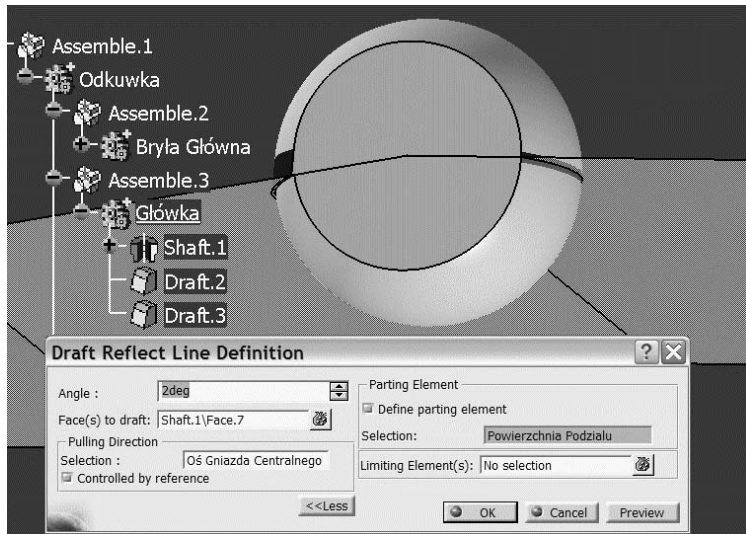 Assemble.1
Odkuwka
Assemble.2
Bryła Główna
Assemble.3
Główka
Shaft.1
Draft.2
Draft.3
Draft Reflect Line Definition
Angle : 2deg
Face(s) to draft: Shaft.1\Face.7
Pulling Direction
Selection : Oś Gniazda Centralnego
Controlled by reference
<<Less
Parting Element
Define parting element
Selection: Powierzchnia Podzialu
Limiting Element(s): No selection
OK Cancel Preview